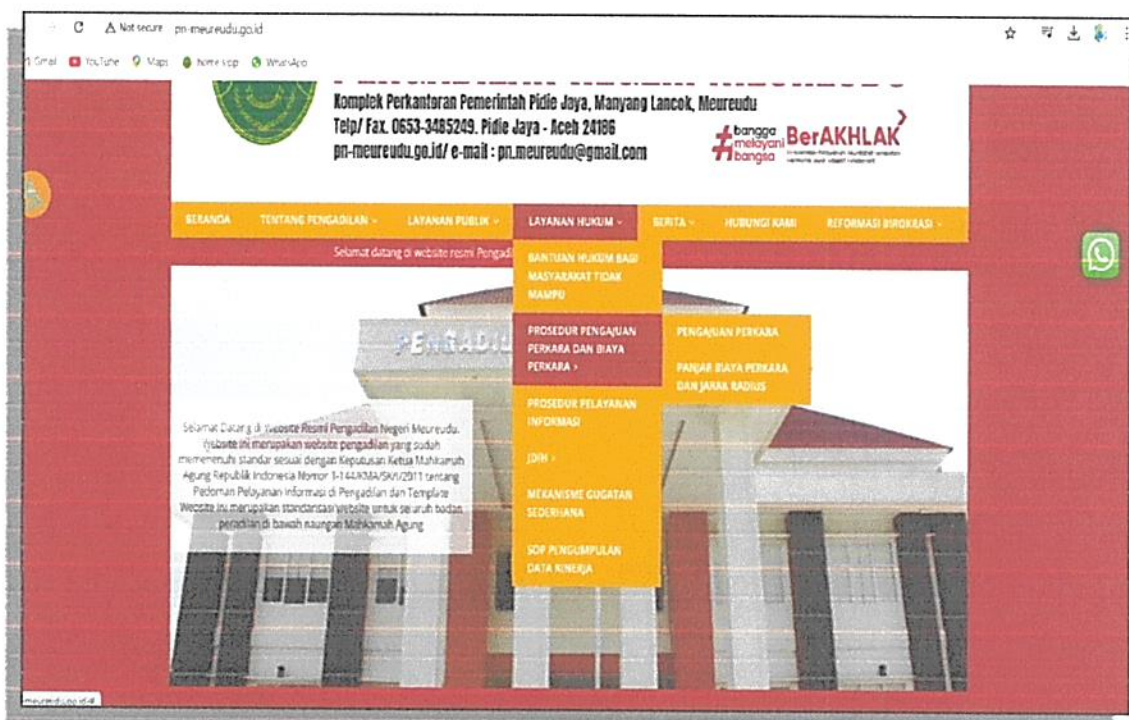 Not secure pn-meureudu.go.id
Gmail YouTube Maps WhatsApp
Komplek Perkantoran Pemerintah Pidie Jaya, Manyang Lancok, Meureudu
Telp/ Fax. 0653-3485249. Pidie Jaya - Aceh 24186
pn-meureudu.go.id/ e-mail : pn.meureudu@gmail.com
#bangga melayani bangsa
BerAKHLAK
BERANDA TENTANG PENGADILAN LAYANAN PUBLIK LAYANAN HUKUM BERITA HUBUNGI KAMI REFORMASI BIROKRASI
Selamat datang di website resmi Pengadil
BANTUAN HUKUM BAGI
MASYARAKAT TIDAK
MAMPU
PROSEDUR PENGAJUAN
PERKARA DAN BIAYA
PERKARA >
PENGAJUAN PERKARA
PANJAR BIAYA PERKARA
DAN JARAK RADIUS
PROSEDUR PELAYANAN
INFORMASI
JDIH >
MEKANISME GUGATAN
SEDERHANA
SOP PENGUMPULAN
DATA KINERJA
PENGADIL
Selamat Datang di Website Resmi Pengadilan Negeri Meureudu.
Website ini merupakan website pengadilan yang sudah
memenenuhi standar sesuai dengan Keputusan Ketua Mahkamah
Agung Republik Indonesia Nomor 1-144/KMA/SK/I/2011 tentang
Pedoman Pelayanan Informasi di Pengadilan dan Template
Website ini merupakan standarisasi website untuk seluruh badan
peradilan di bawah naungan Mahkamah Agung
meureudu.go.id/#